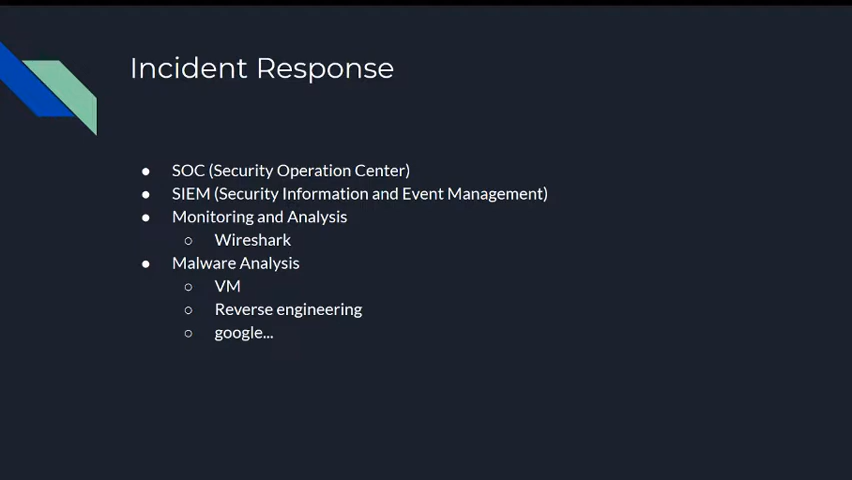 Incident Response
● SOC (Security Operation Center)
● SIEM (Security Information and Event Management)
● Monitoring and Analysis
○ Wireshark
● Malware Analysis
○ VM
○ Reverse engineering
○ google...